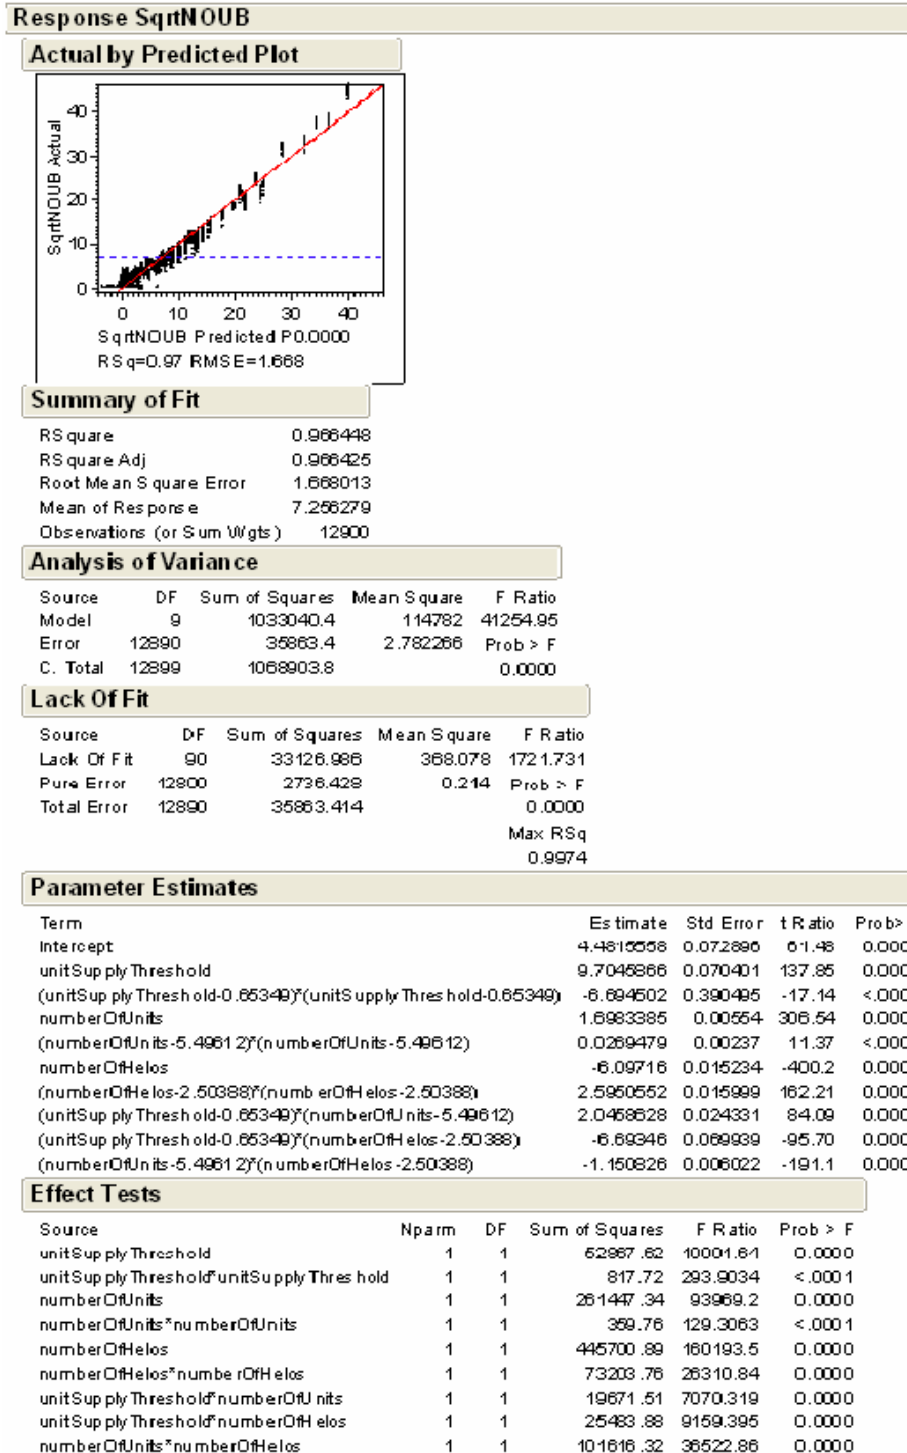 Response SqrtNOUB
Actual by Predicted Plot
SqrtNOUB Actual
40
30
20
10
0
0 10 20 30 40
SqrtNOUB Predicted P0.0000
RSq=0.97 RMSE=1.668
Summary of Fit
RSquare 0.966448
RSquare Adj 0.966425
Root Mean Square Error 1.668013
Mean of Response 7.256279
Observations (or Sum Wgts) 12900
Analysis of Variance
Source DF Sum of Squares Mean Square F Ratio
Model 9 1033040.4 114782 41254.95
Error 12890 35863.4 2.782266 Prob > F
C. Total 12899 1068903.8 0.0000
Lack Of Fit
Source DF Sum of Squares Mean Square F Ratio
Lack Of Fit 90 33126.986 368.078 1721.731
Pure Error 12800 2736.428 0.214 Prob > F
Total Error 12890 35863.414 0.0000
Max RSq
0.9974
Parameter Estimates
Term Estimate Std Error t Ratio Prob>
Intercept 4.4815558 0.072896 61.48 0.000
unitSupplyThreshold 9.7045866 0.070401 137.85 0.000
(unitSupplyThreshold-0.65349)*(unitSupplyThreshold-0.65349) -6.694502 0.390495 -17.14 <.000
numberOfUnits 1.6983385 0.00554 306.54 0.000
(numberOfUnits-5.49612)*(numberOfUnits-5.49612) 0.0269479 0.00237 11.37 <.000
numberOfHelos -6.09716 0.015234 -400.2 0.000
(numberOfHelos-2.50388)*(numberOfHelos-2.50388) 2.5950552 0.015999 162.21 0.000
(unitSupplyThreshold-0.65349)*(numberOfUnits-5.49612) 2.0458628 0.024331 84.09 0.000
(unitSupplyThreshold-0.65349)*(numberOfHelos-2.50388) -6.69346 0.069939 -95.70 0.000
(numberOfUnits-5.49612)*(numberOfHelos-2.50388) -1.150826 0.006022 -191.1 0.000
Effect Tests
Source Nparm DF Sum of Squares F Ratio Prob > F
unitSupplyThreshold 1 1 0.0000
unitSupplyThreshold*unitSupplyThreshold 1 1 817.72 293.9034 <.0001
numberOfUnits 1 1 261447.34 93969.2 0.0000
numberOfUnits*numberOfUnits 1 1 359.76 129.3063 <.0001
numberOfHelos 1 1 445700.89 160193.5 0.0000
numberOfHelos*numberOfHelos 1 1 73203.76 26310.84 0.0000
unitSupplyThreshold*numberOfUnits 1 1 19671.51 7070.319 0.0000
unitSupplyThreshold*numberOfHelos 1 1 25483.88 9159.395 0.0000
numberOfUnits*numberOfHelos 1 1 101616.32 36522.86 0.0000